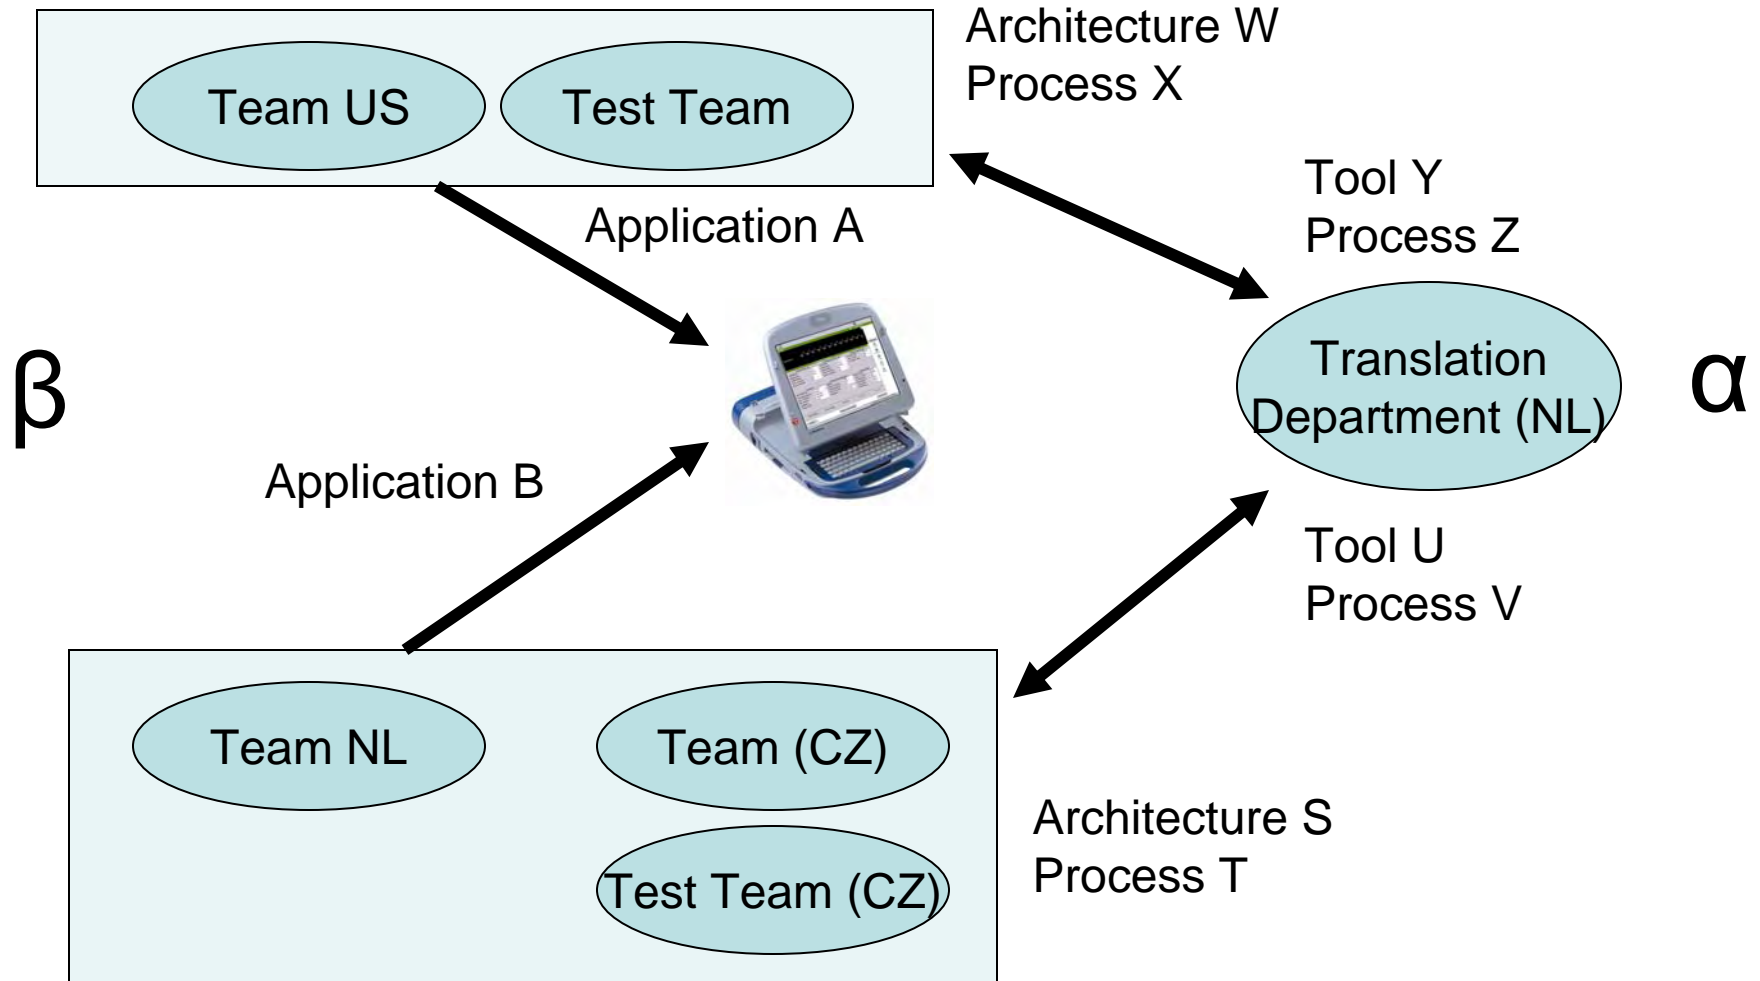 Architecture W
Process X
Team US
Test Team
Tool Y
Process Z
Application A
β
Translation
Department (NL)
α
Application B
Tool U
Process V
Team NL
Team (CZ)
Architecture S
Process T
Test Team (CZ)